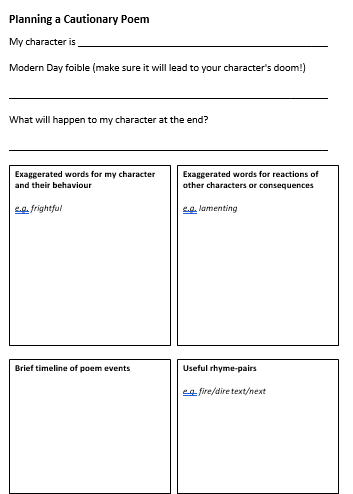 Planning a Cautionary Poem
My character is
Modern Day foible (make sure it will lead to your character's doom!)
What will happen to my character at the end?
Exaggerated words for my character
and their behaviour
e.g. frightful
Exaggerated words for reactions of
other characters or consequences
e.g. lamenting
Brief timeline of poem events
Useful rhyme-pairs
e.g. fire/dire text/next